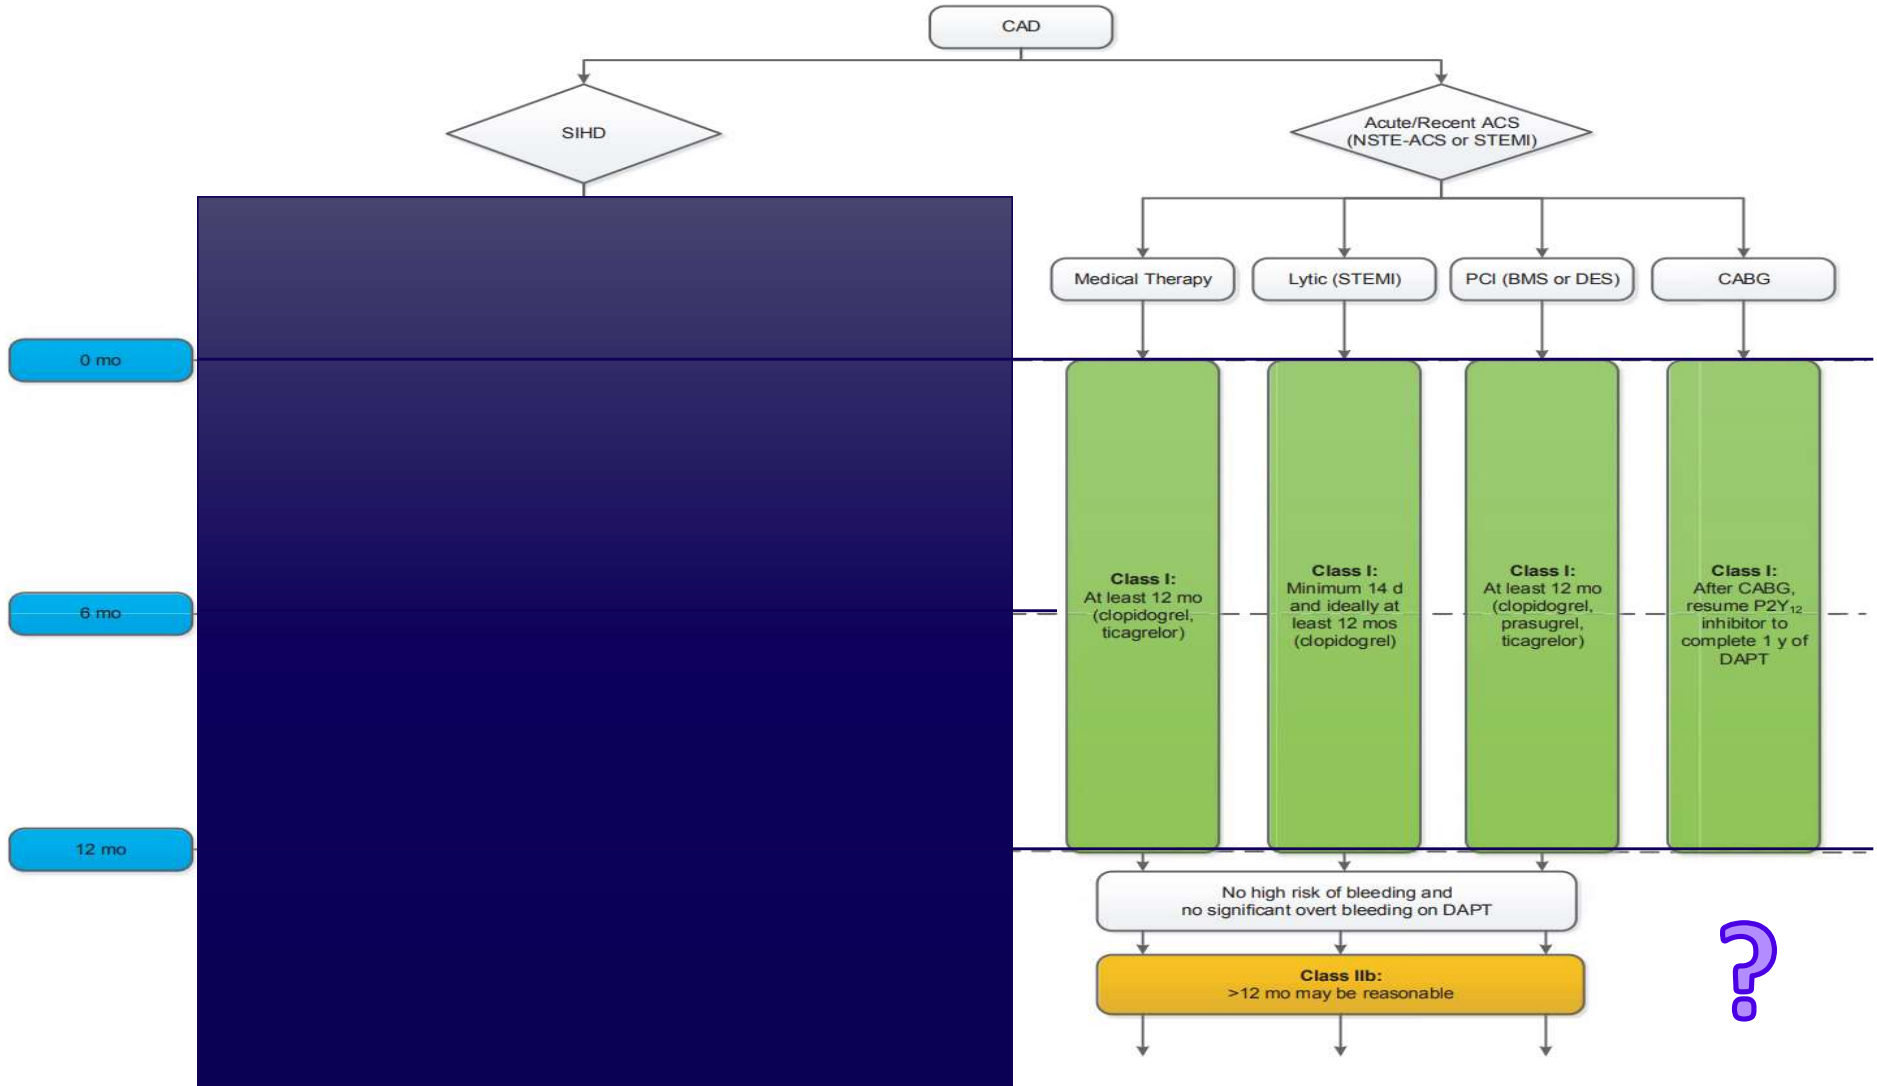 CAD
SIHD
Acute/Recent ACS
(NSTE-ACS or STEMI)
Medical Therapy
Lytic (STEMI)
PCI (BMS or DES)
CABG
0 mo
6 mo
12 mo
Class I:
At least 12 mo
(clopidogrel,
ticagrelor)
Class I:
Minimum 14 d
and ideally at
least 12 mos
(clopidogrel)
Class I:
At least 12 mo
(clopidogrel,
prasugrel,
ticagrelor)
Class I:
After CABG,
resume P2Y₁₂
inhibitor to
complete 1 y of
DAPT
No high risk of bleeding and
no significant overt bleeding on DAPT
Class IIb:
>12 mo may be reasonable
?